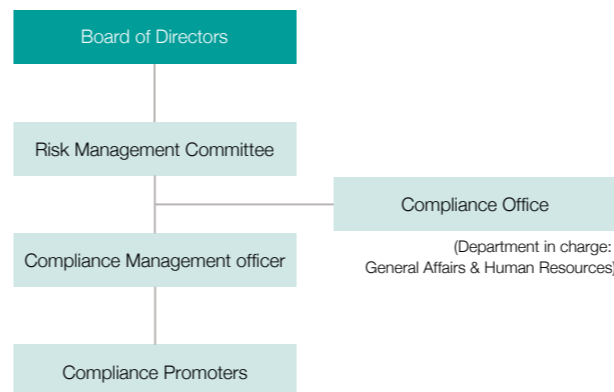 Board of Directors
Risk Management Committee
Compliance Office
(Department in charge:
General Affairs & Human Resources)
Compliance Management officer
Compliance Promoters